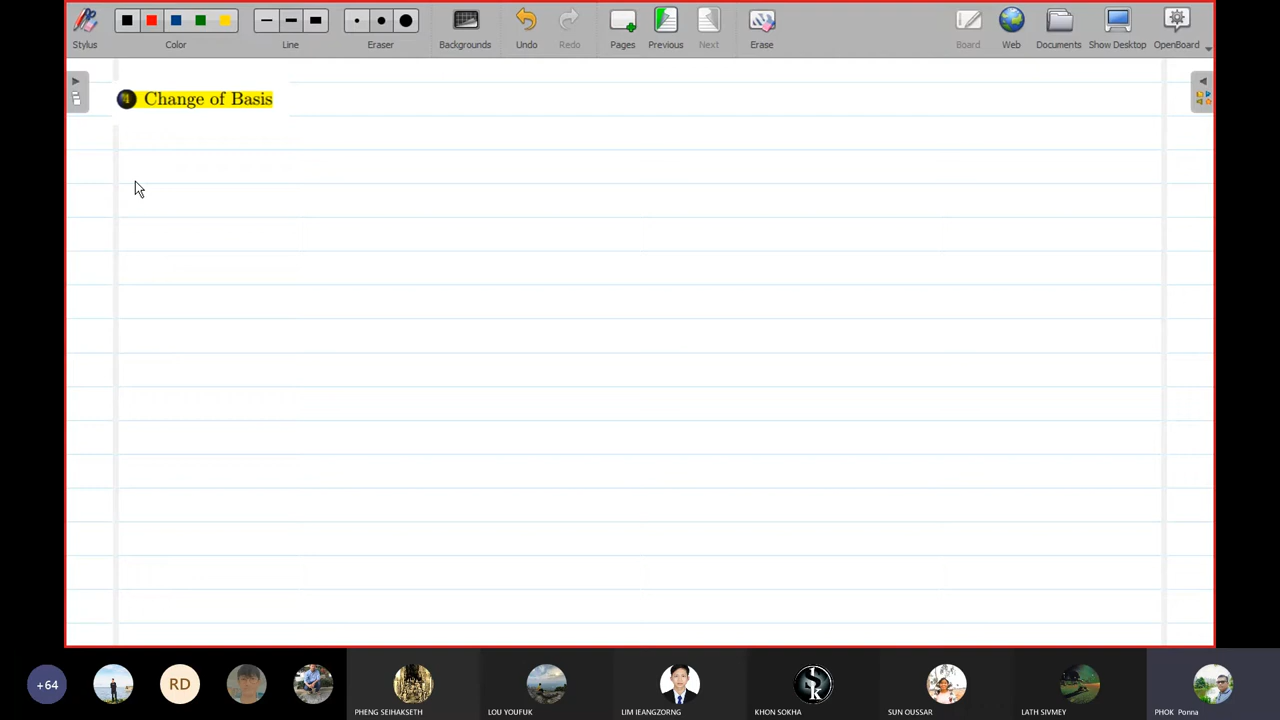 Stylus Color Line Eraser Backgrounds Undo Redo Pages Previous Next Erase Board Web Documents Show Desktop OpenBoard
4 Change of Basis
+64 RD
PHENG SEIHAKSETH LOU YOUFUK LIM IEANGZORNG KHON SOKHA SUN OUSSAR LATH SIVMEY PHOK Ponna